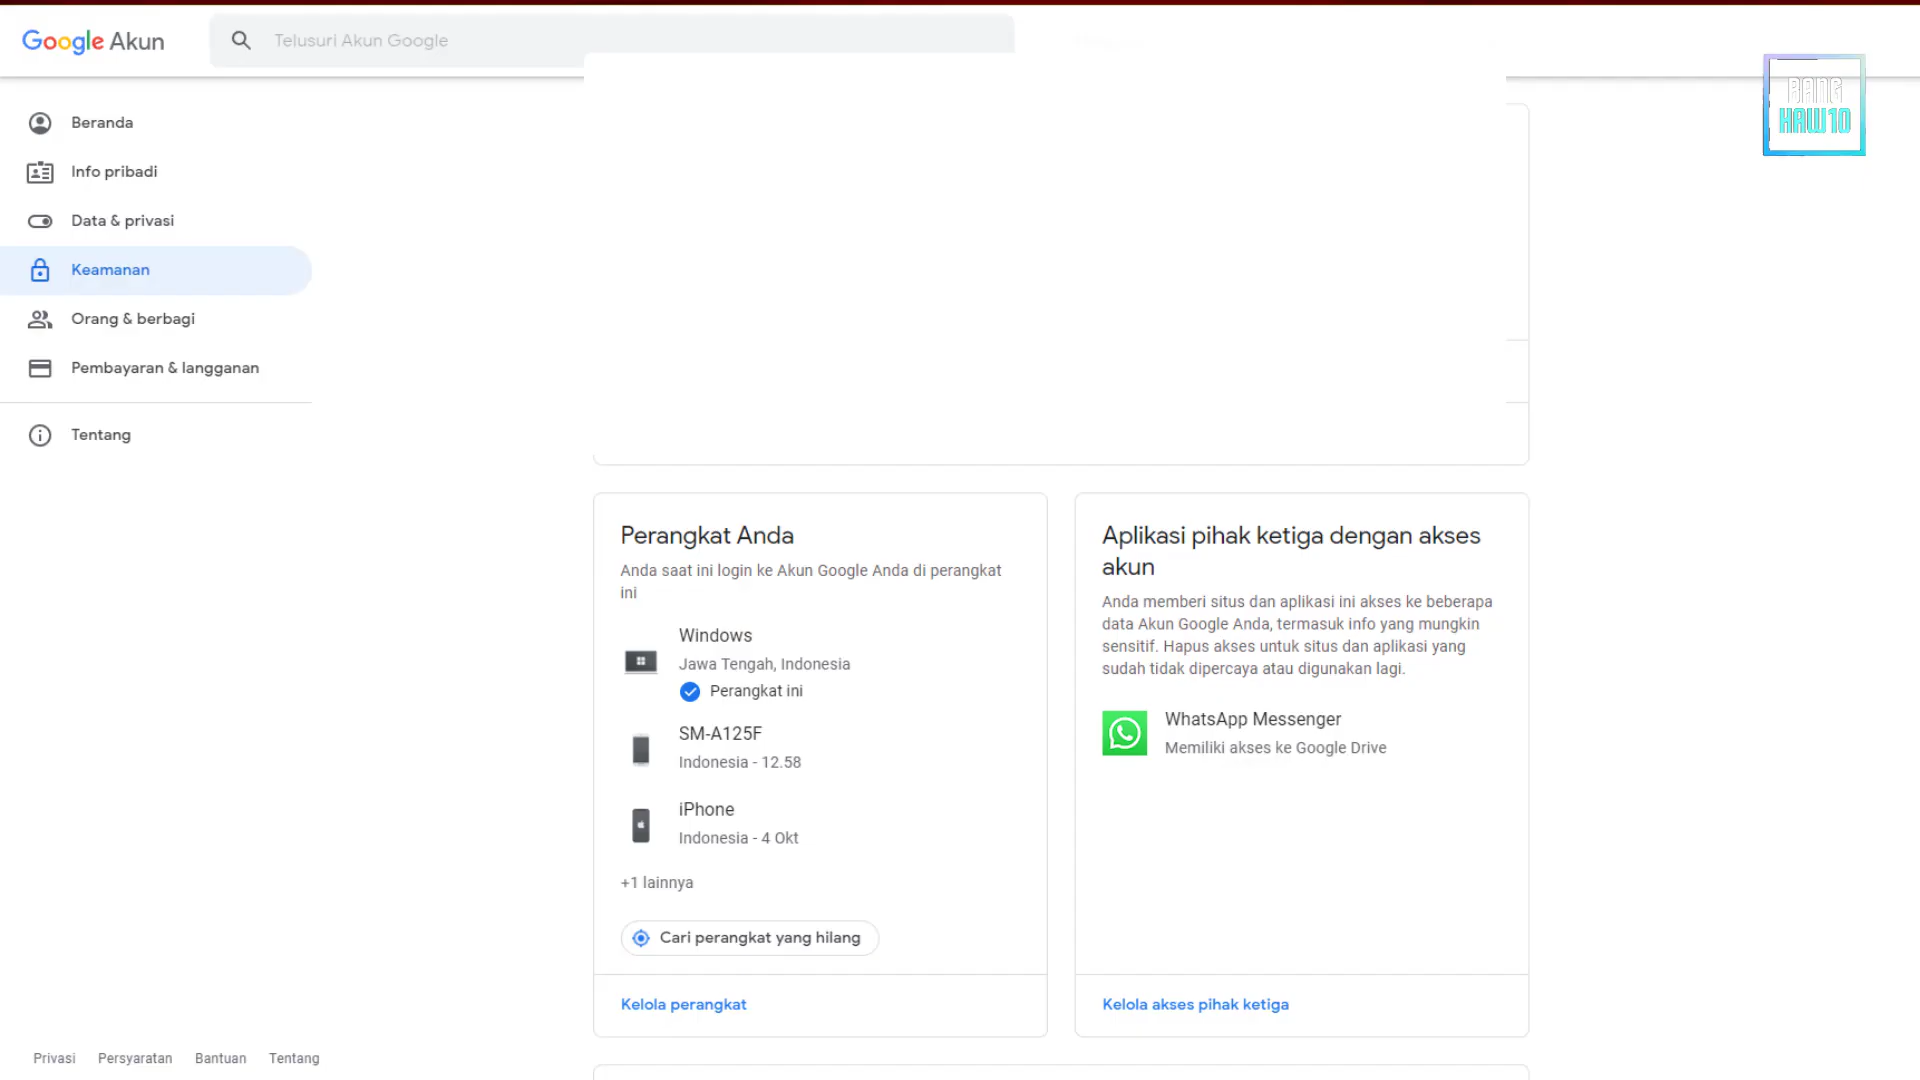 Google Akun
Telusuri Akun Google
BANG
HAW10
Beranda
Info pribadi
Data & privasi
Keamanan
Orang & berbagi
Pembayaran & langganan
Tentang
Perangkat Anda
Anda saat ini login ke Akun Google Anda di perangkat
ini
Windows
Jawa Tengah, Indonesia
Perangkat ini
SM-A125F
Indonesia - 12.58
iPhone
Indonesia - 4 Okt
+1 lainnya
Cari perangkat yang hilang
Kelola perangkat
Aplikasi pihak ketiga dengan akses
akun
Anda memberi situs dan aplikasi ini akses ke beberapa
data Akun Google Anda, termasuk info yang mungkin
sensitif. Hapus akses untuk situs dan aplikasi yang
sudah tidak dipercaya atau digunakan lagi.
WhatsApp Messenger
Memiliki akses ke Google Drive
Kelola akses pihak ketiga
Privasi
Persyaratan
Bantuan
Tentang